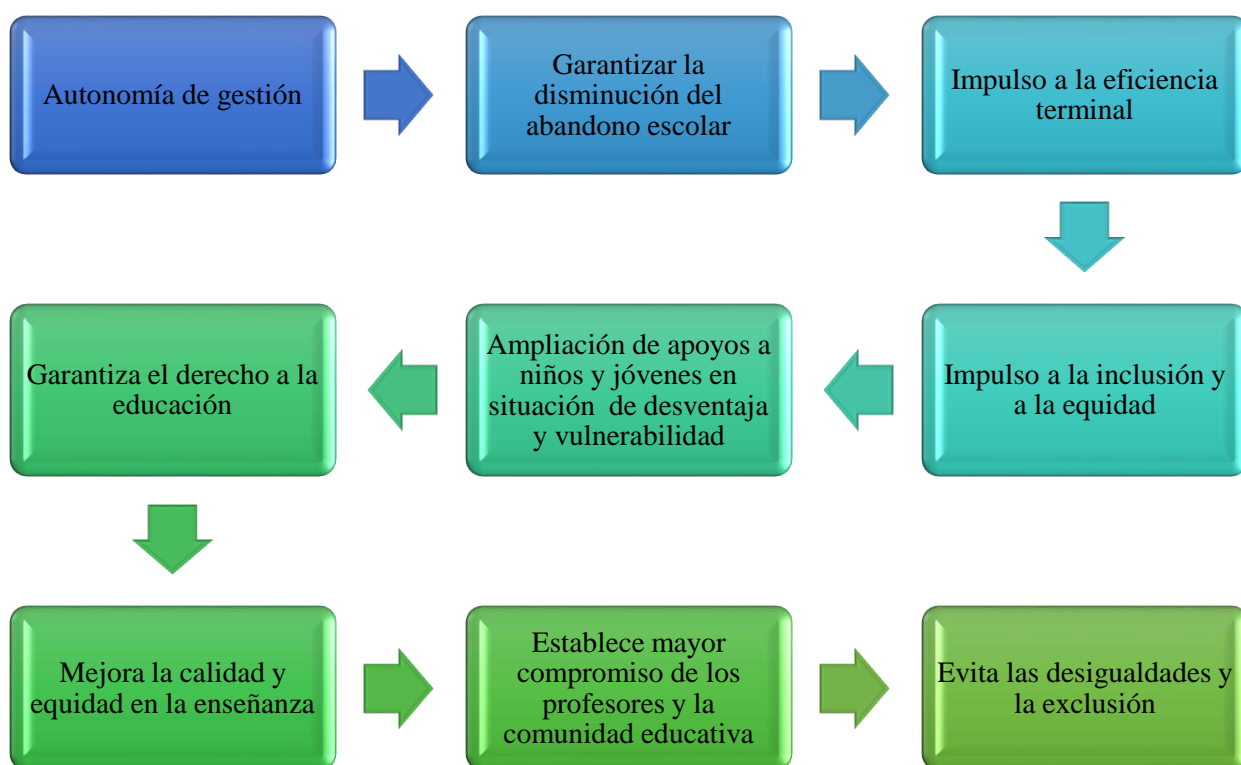 Autonomía de gestión
Garantizar la
disminución del
abandono escolar
Impulso a la eficiencia
terminal
Impulso a la inclusión y
a la equidad
Ampliación de apoyos a
niños y jóvenes en
situación de desventaja
y vulnerabilidad
Garantiza el derecho a la
educación
Mejora la calidad y
equidad en la enseñanza
Establece mayor
compromiso de los
profesores y la
comunidad educativa
Evita las desigualdades y
la exclusión